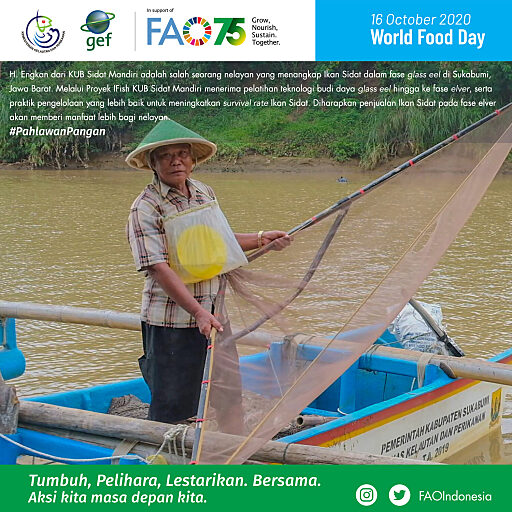 gef
In support of
FAO 75
Grow,
Nourish,
Sustain.
Together.
16 October 2020
World Food Day
H. Engkan dari KUB Sidat Mandiri adalah salah seorang nelayan yang menangkap Ikan Sidat dalam fase glass eel di Sukabumi,
Jawa Barat. Melalui Proyek IFish KUB Sidat Mandiri menerima pelatihan teknologi budi daya glass eel hingga ke fase elver, serta
praktik pengelolaan yang lebih baik untuk meningkatkan survival rate Ikan Sidat. Diharapkan penjualan Ikan Sidat pada fase elver
akan memberi manfaat lebih bagi nelayan.
#PahlawanPangan
PEMERINTAH KABUPATEN SUKABUMI
KELAUTAN DAN PERIKANAN
T.A. 2019
Tumbuh, Pelihara, Lestarikan. Bersama.
Aksi kita masa depan kita.
FAOIndonesia